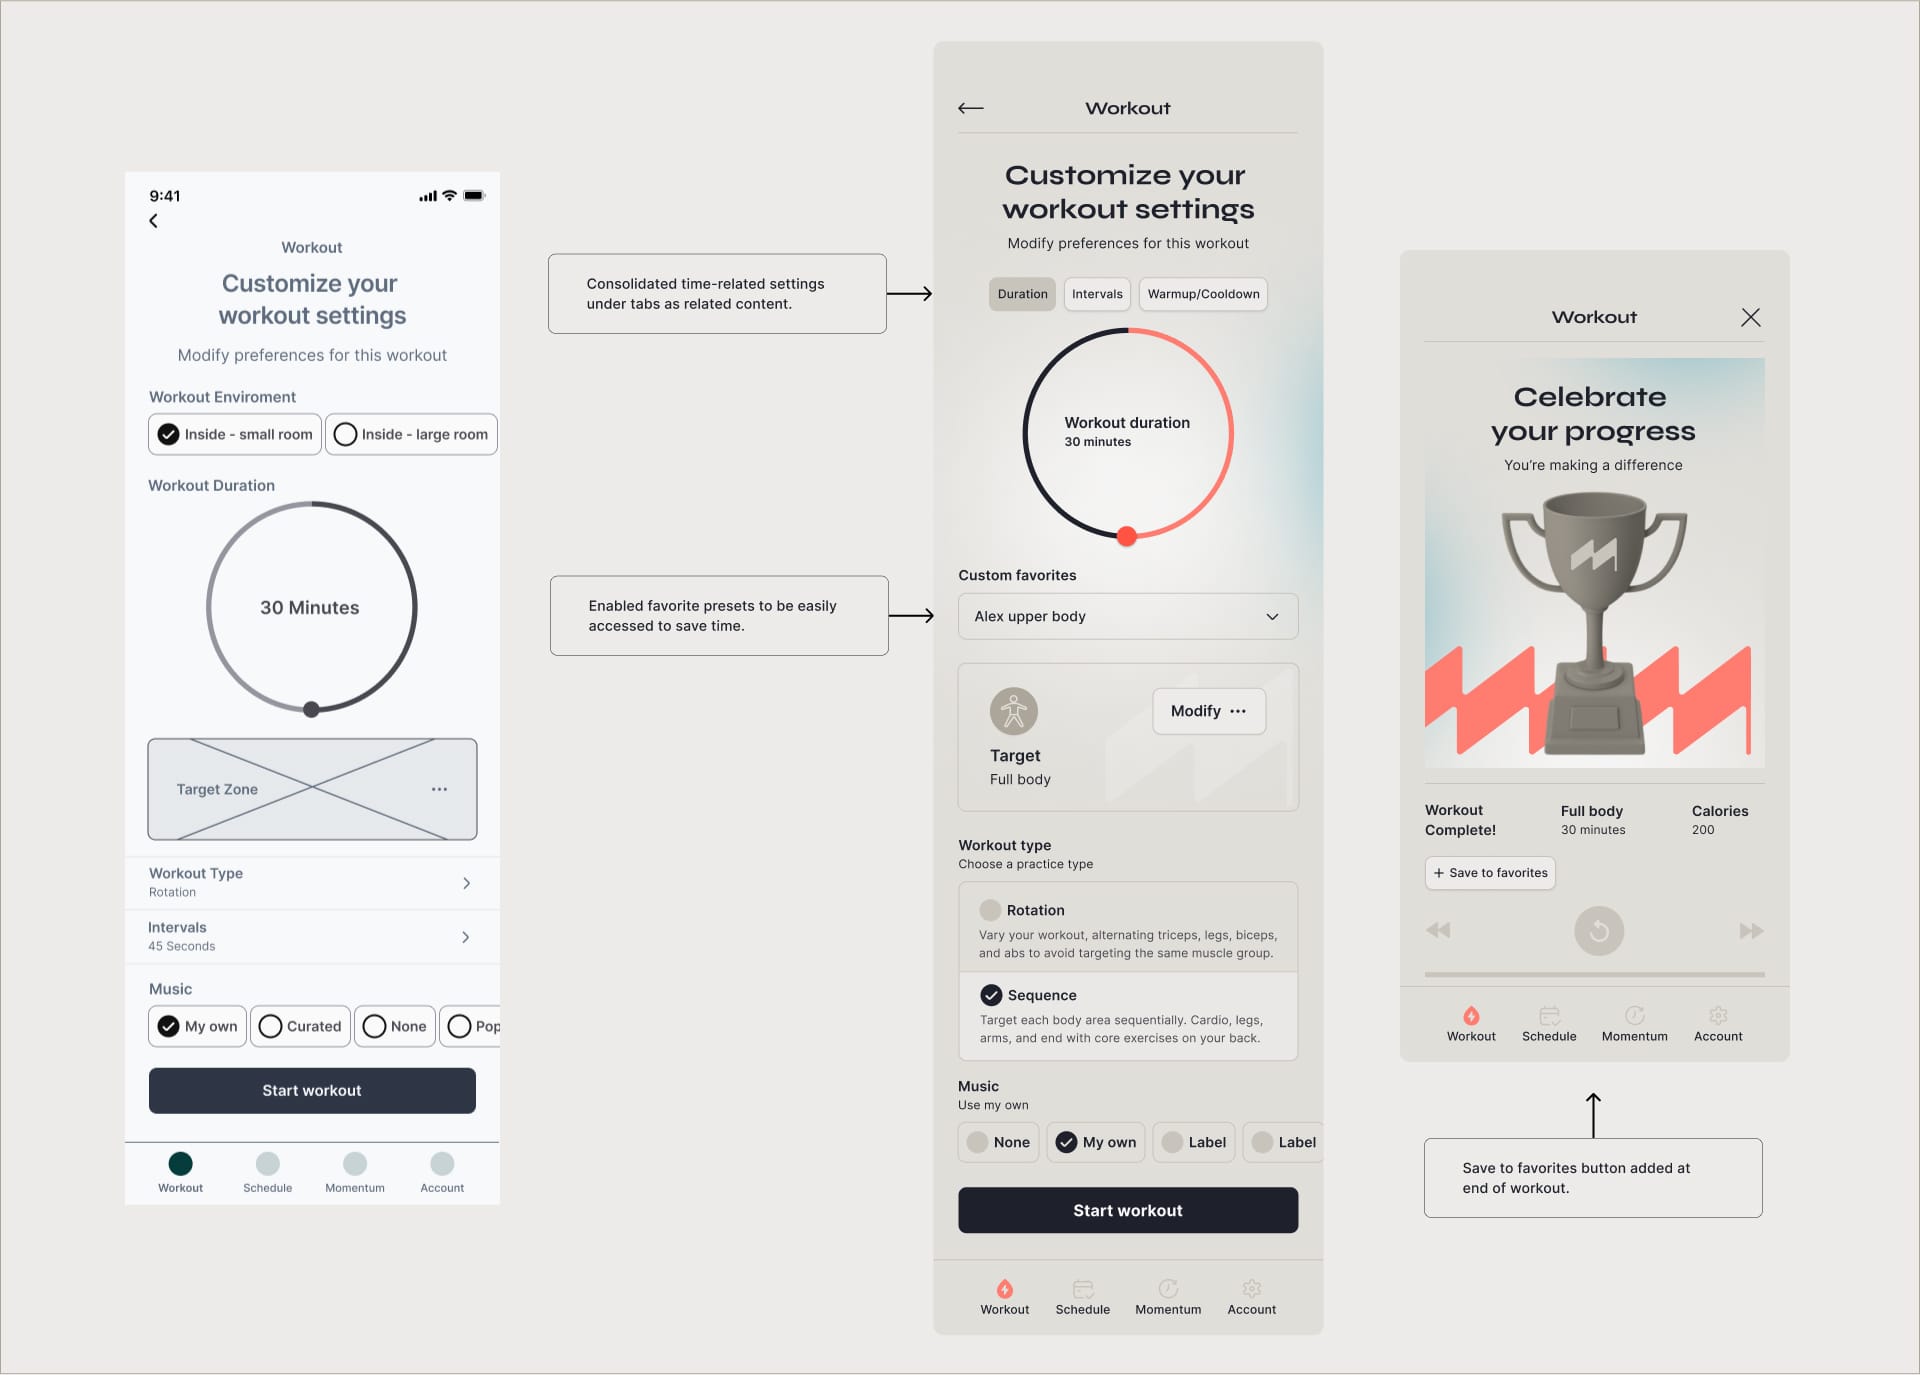 9:41
Workout
Customize your
workout settings
Modify preferences for this workout
Workout Enviroment
Inside - small room
Inside - large room
Workout Duration
30 Minutes
Target Zone
Workout Type
Rotation
Intervals
45 Seconds
Music
My own
Curated
None
Pop
Start workout
Workout
Schedule
Momentum
Account
Consolidated time-related settings
under tabs as related content.
Enabled favorite presets to be easily
accessed to save time.
Workout
Customize your
workout settings
Modify preferences for this workout
Duration
Intervals
Warmup/Cooldown
Workout duration
30 minutes
Custom favorites
Alex upper body
Modify
Target
Full body
Workout type
Choose a practice type
Rotation
Vary your workout, alternating triceps, legs, biceps,
and abs to avoid targeting the same muscle group.
Sequence
Target each body area sequentially. Cardio, legs,
arms, and end with core exercises on your back.
Music
Use my own
None
My own
Label
Label
Start workout
Workout
Schedule
Momentum
Account
Workout
Celebrate
your progress
You're making a difference
Workout
Complete!
Full body
30 minutes
Calories
200
+ Save to favorites
Workout
Schedule
Momentum
Account
Save to favorites button added at
end of workout.